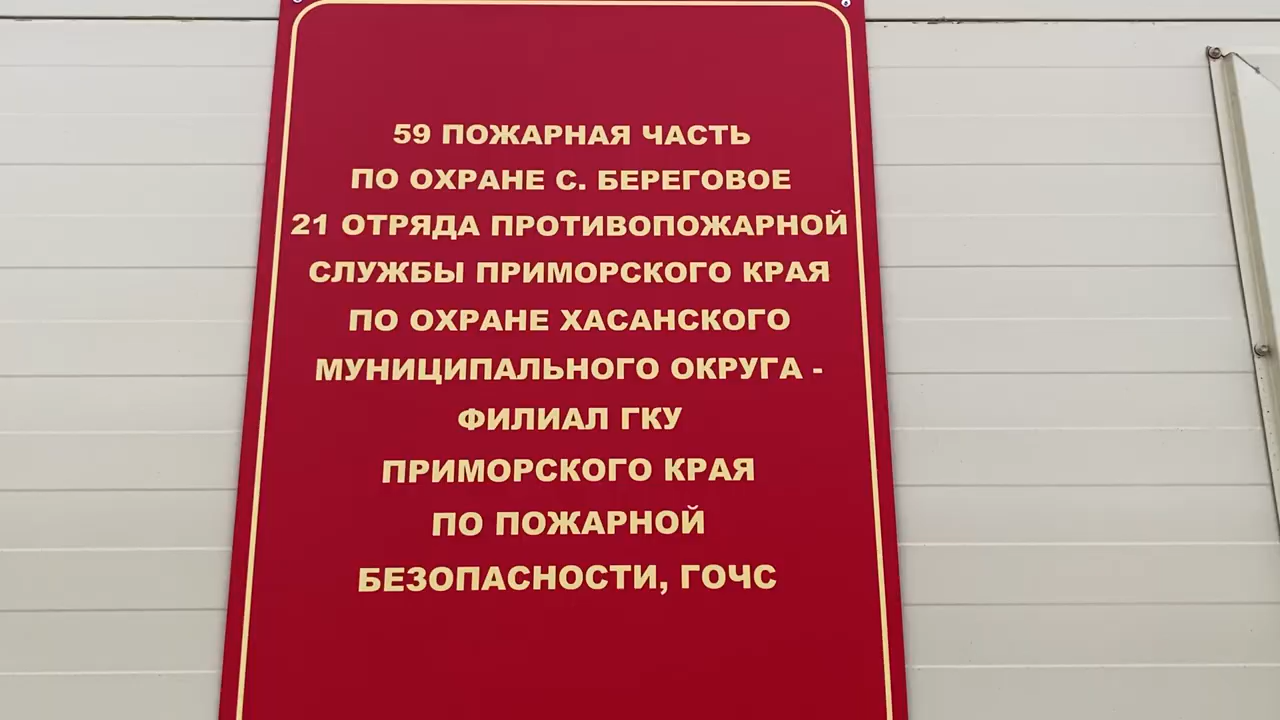 59 ПОЖАРНАЯ ЧАСТЬ
ПО ОХРАНЕ С. БЕРЕГОВОЕ
21 ОТРЯДА ПРОТИВОПОЖАРНОЙ
СЛУЖБЫ ПРИМОРСКОГО КРАЯ
ПО ОХРАНЕ ХАСАНСКОГО
МУНИЦИПАЛЬНОГО ОКРУГА -
ФИЛИАЛ ГКУ
ПРИМОРСКОГО КРАЯ
ПО ПОЖАРНОЙ
БЕЗОПАСНОСТИ, ГОЧС